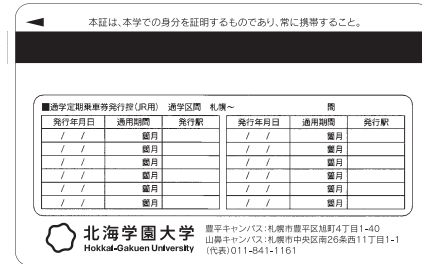 本証は、本学での身分を証明するものであり、常に携帯すること。
■通学定期乗車券発行控(JR用) 通学区間 札幌～ 間
発行年月日 通用期間 発行駅 発行年月日 通用期間 発行駅
/ / 箇月 / / 箇月
/ / 箇月 / / 箇月
/ / 箇月 / / 箇月
/ / 箇月 / / 箇月
/ / 箇月 / / 箇月
/ / 箇月 / / 箇月
北海学園大学
Hokkai-Gakuen University
豊平キャンパス:札幌市豊平区旭町4丁目1-40
山鼻キャンパス:札幌市中央区南26条西11丁目1-1
(代表)011-841-1161